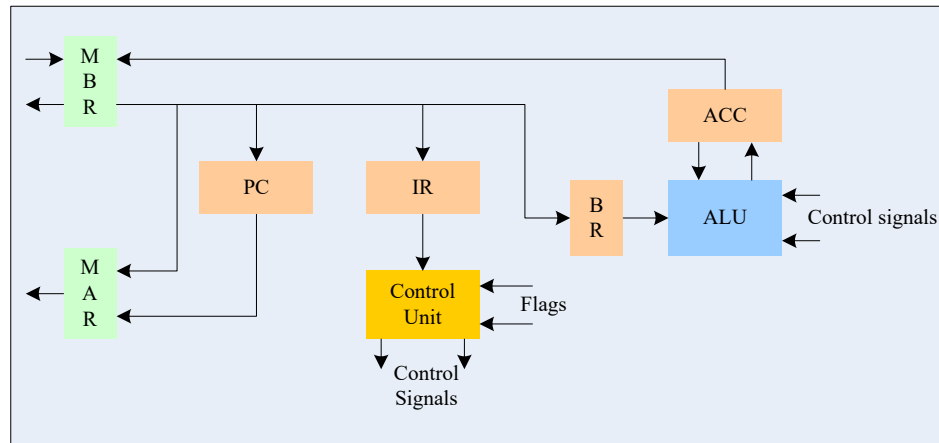 M
B
R
ACC
PC
IR
B
R
ALU
Control signals
M
A
R
Control
Unit
Flags
Control
Signals